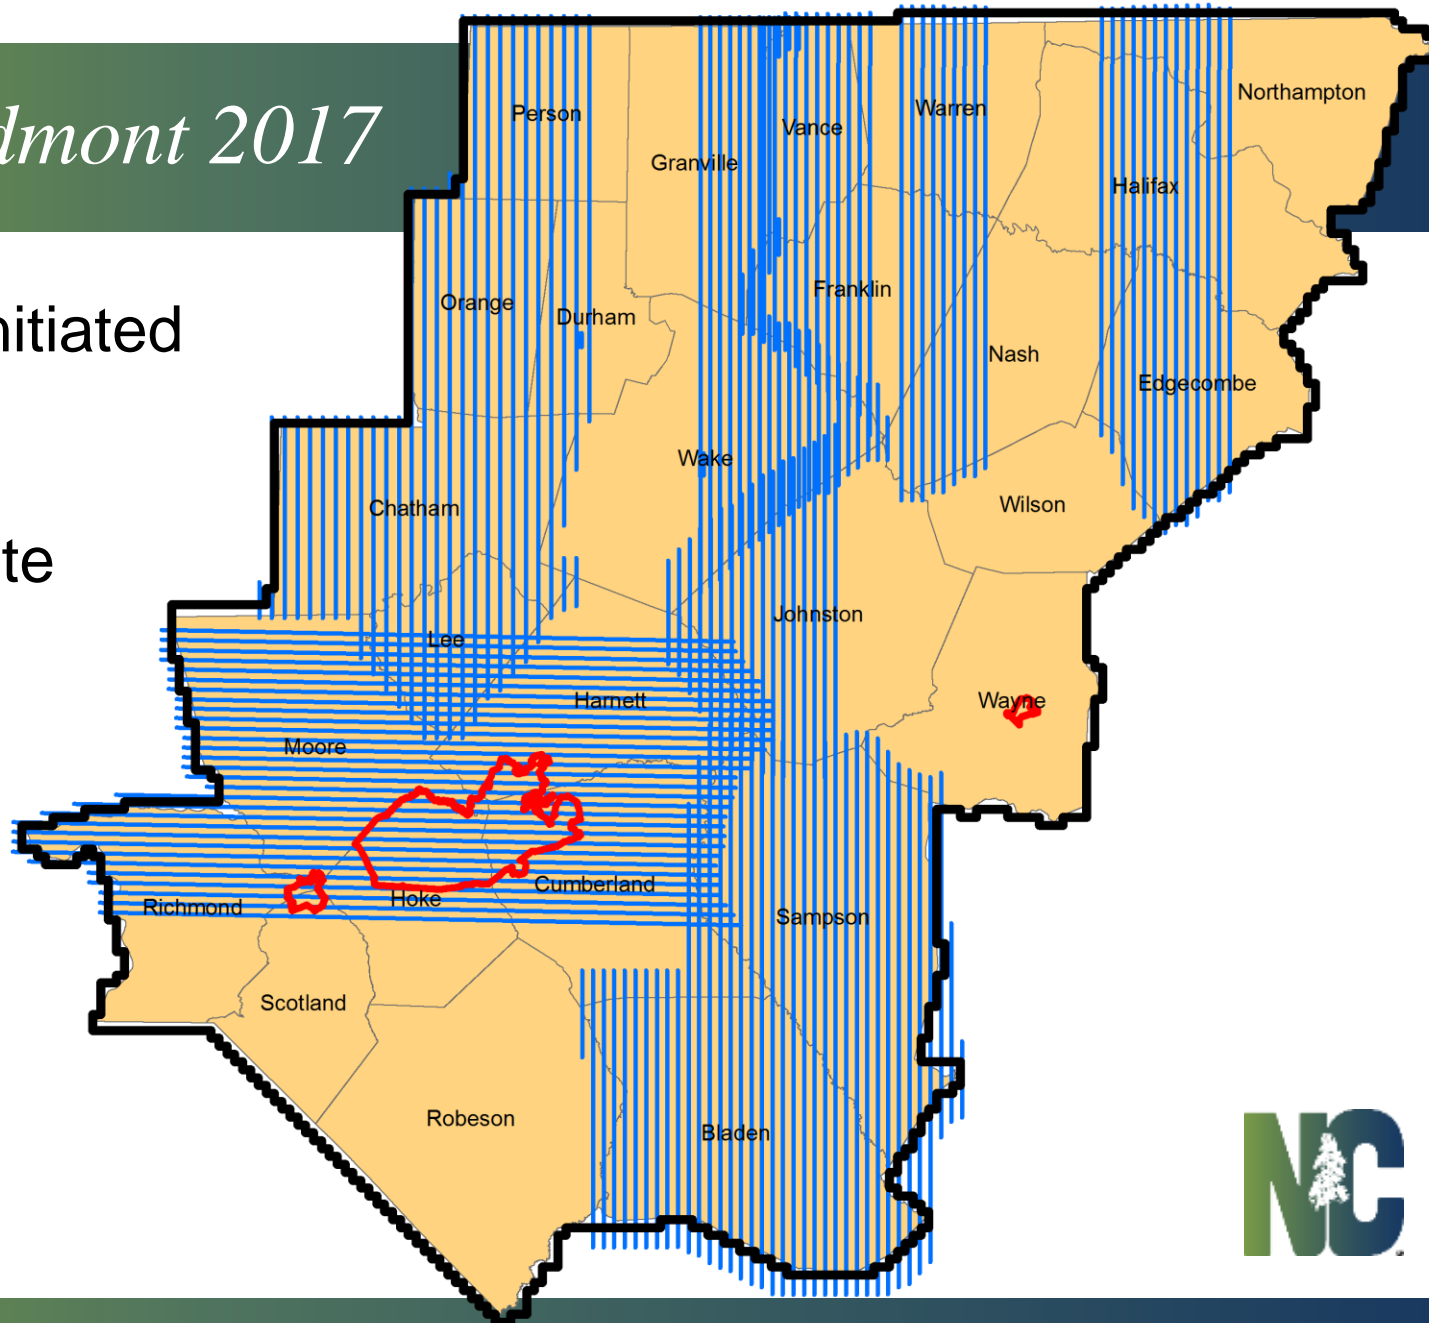 dmont 2017
nitiated
te
Person
Granville
Vance
Warren
Northampton
Halifax
Orange
Durham
Franklin
Nash
Edgecombe
Wake
Chatham
Wilson
Lee
Johnston
Harnett
Wayne
Moore
Richmond
Hoke
Cumberland
Sampson
Scotland
Robeson
Bladen
NC